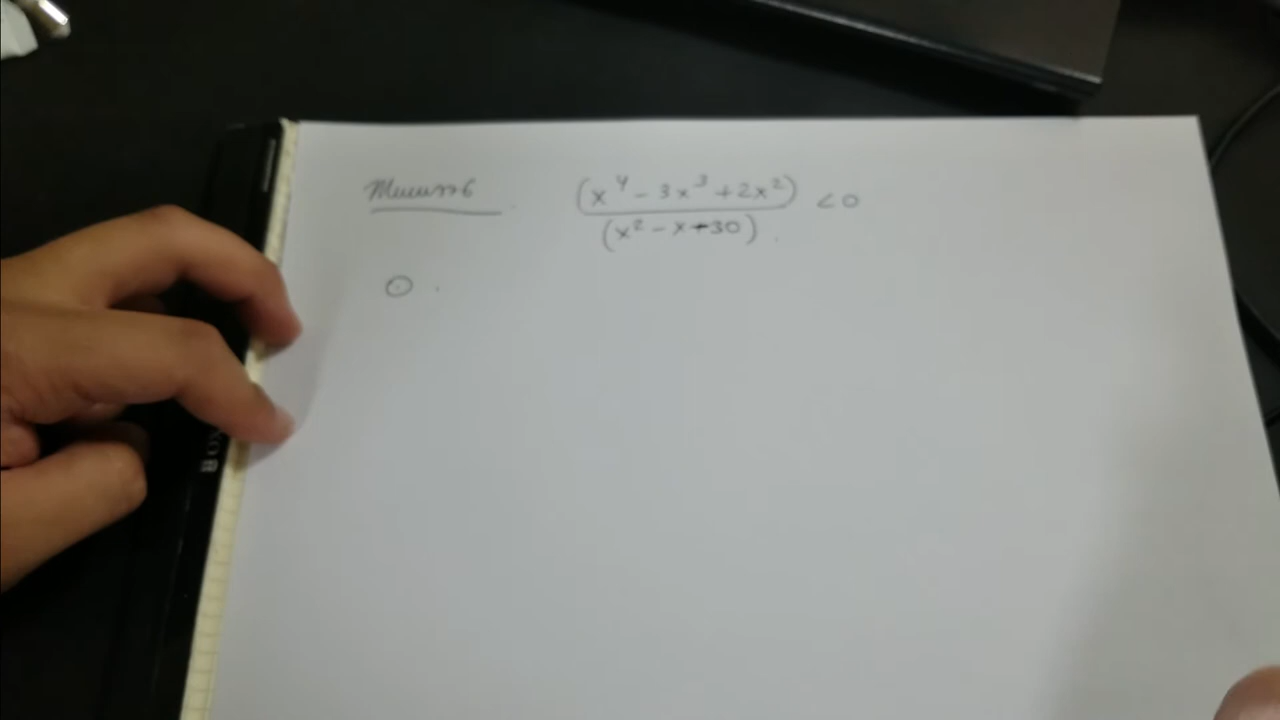 (x⁴ - 3x³ + 2x²) / (x² - x + 30) < 0